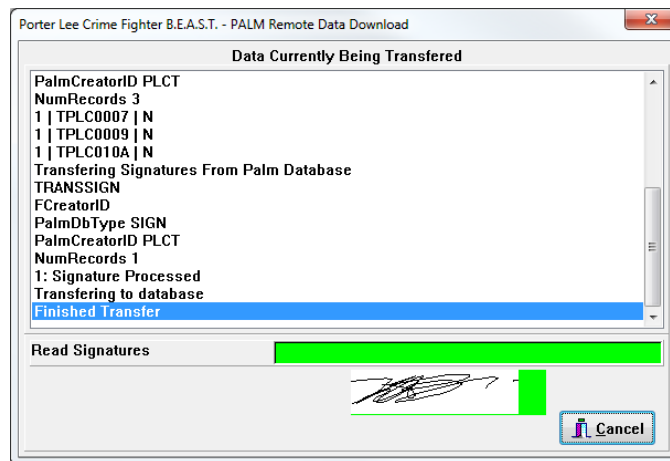 Porter Lee Crime Fighter B.E.A.S.T. - PALM Remote Data Download
Data Currently Being Transfered
PalmCreatorID PLCT
NumRecords 3
1 | TPLC0007 | N
1 | TPLC0009 | N
1 | TPLC010A | N
Transfering Signatures From Palm Database
TRANSSIGN
FCreatorID
PalmDbType SIGN
PalmCreatorID PLCT
NumRecords 1
1: Signature Processed
Transfering to database
Finished Transfer
Read Signatures
Cancel